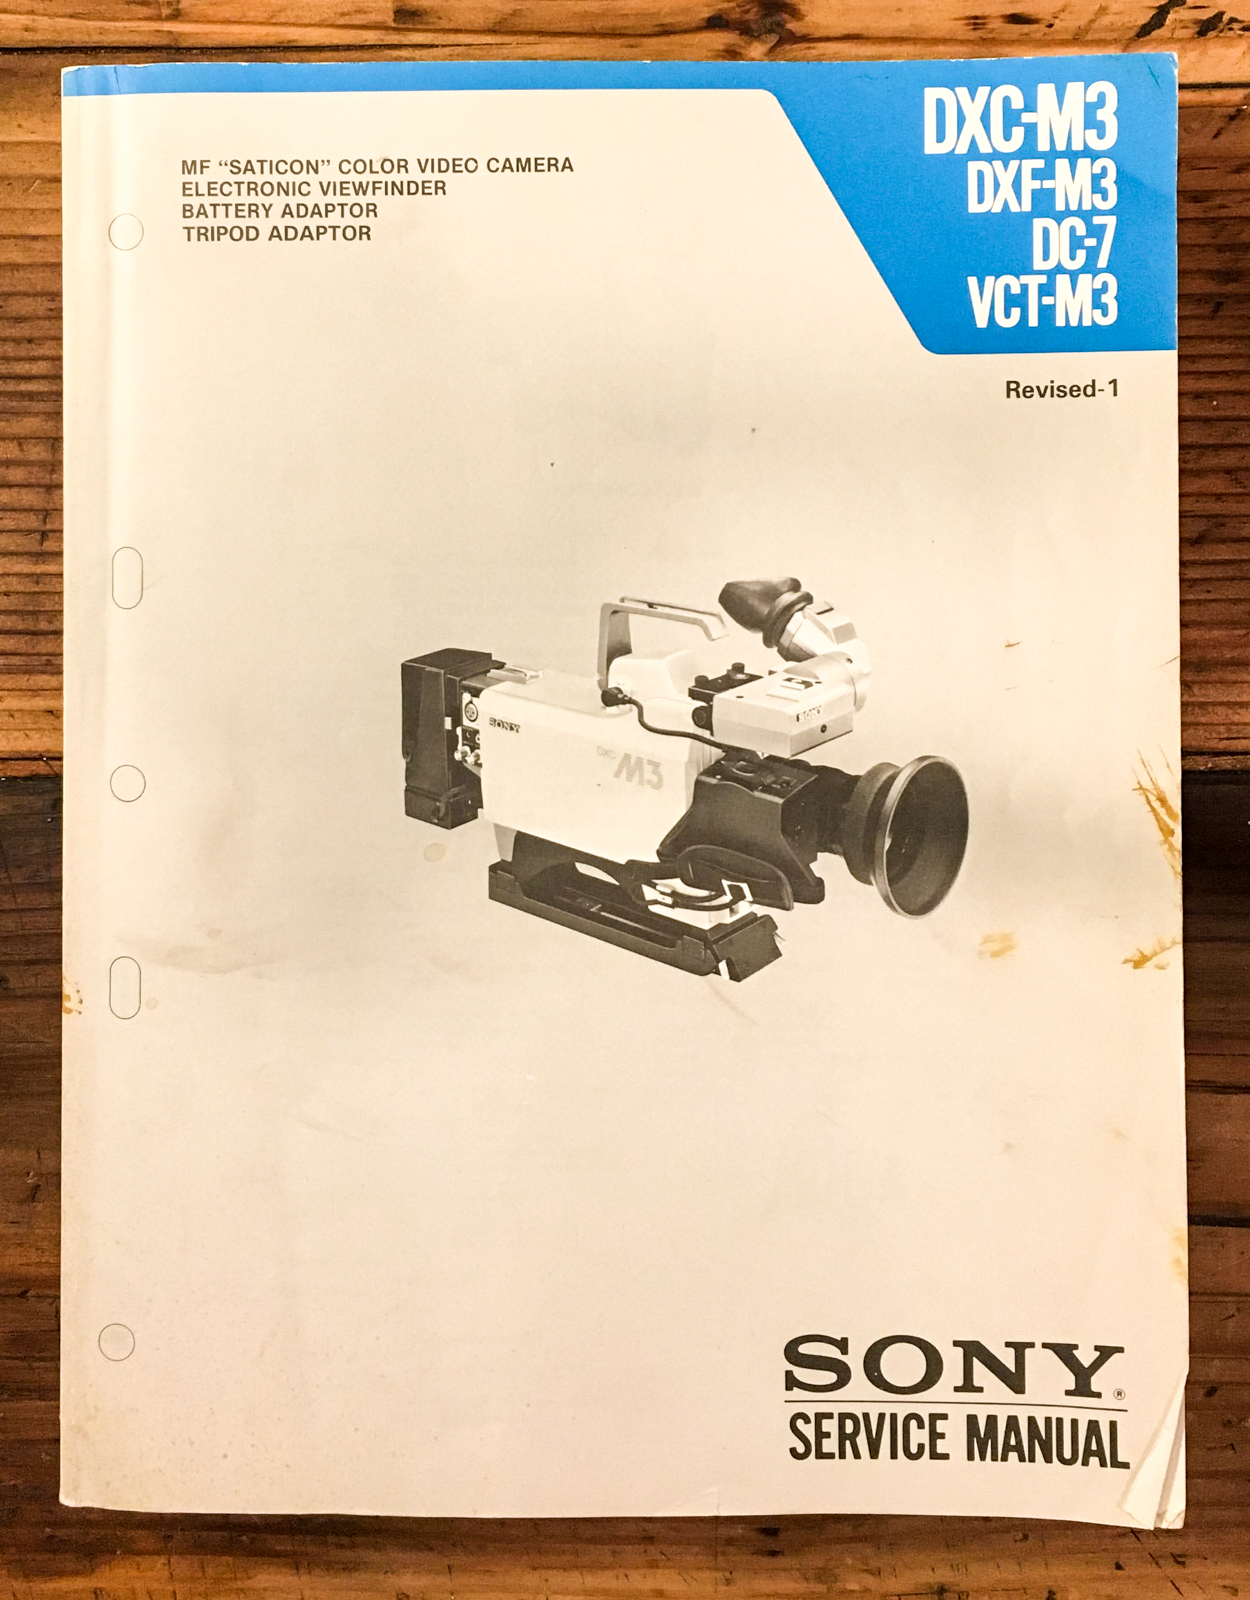 MF “SATICON” COLOR VIDEO CAMERA
ELECTRONIC VIEWFINDER
BATTERY ADAPTOR
TRIPOD ADAPTOR
DXC-M3
DXF-M3
DC-7
VCT-M3
Revised-1
SONY
SONY
DXC-
M3
SONY®
SERVICE MANUAL